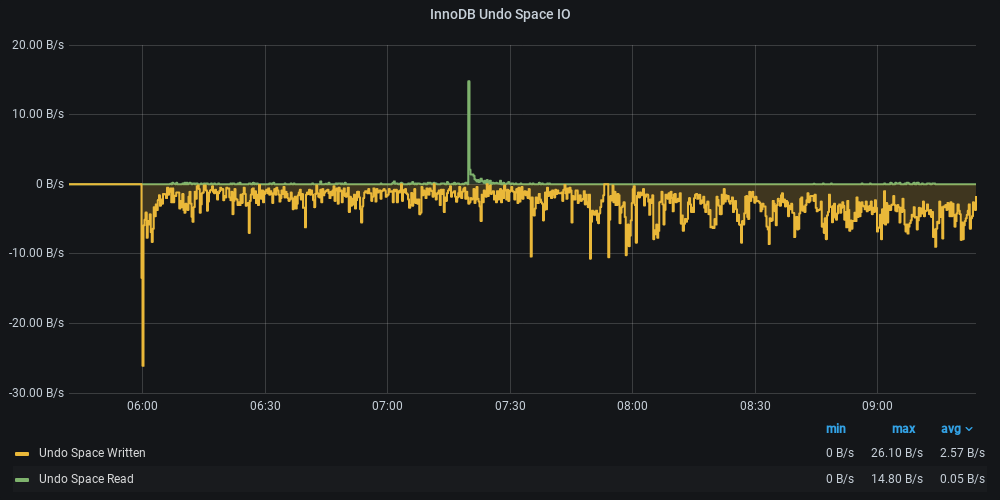 InnoDB Undo Space IO
20.00 B/s
10.00 B/s
0 B/s
-10.00 B/s
-20.00 B/s
-30.00 B/s
06:00 06:30 07:00 07:30 08:00 08:30 09:00
min max avg
Undo Space Written 0 B/s 26.10 B/s 2.57 B/s
Undo Space Read 0 B/s 14.80 B/s 0.05 B/s